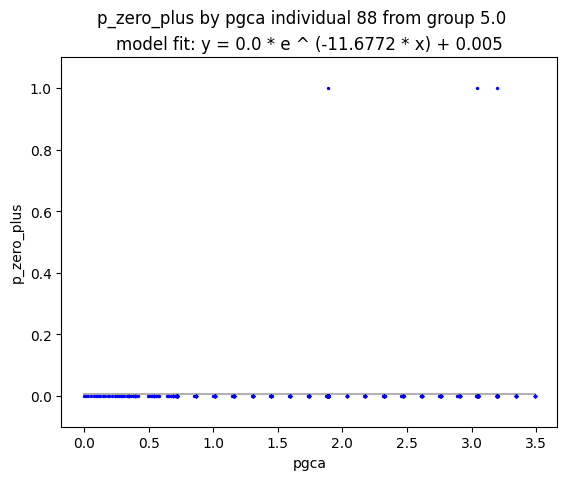 p_zero_plus by pgca individual 88 from group 5.0
model fit: y = 0.0 * e ^ (-11.6772 * x) + 0.005
1.0
0.8
0.6
0.4
0.2
0.0
p_zero_plus
0.0 0.5 1.0 1.5 2.0 2.5 3.0 3.5
pgca